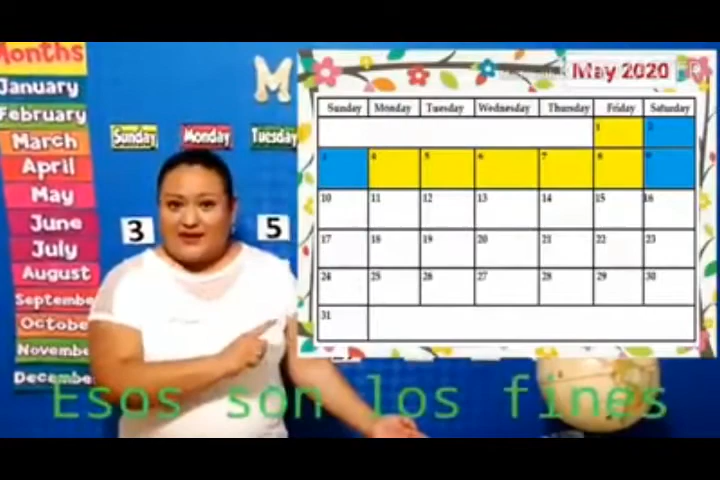 Months
January
February
March
April
May
June
July
August
September
October
November
December
M
Sunday Monday Tuesday
3 5
May 2020
Sunday Monday Tuesday Wednesday Thursday Friday Saturday
1 2
3 4 5 6 7 8 9
10 11 12 13 14 15 16
17 18 19 20 21 22 23
24 25 26 27 28 29 30
31
Esos son los fines